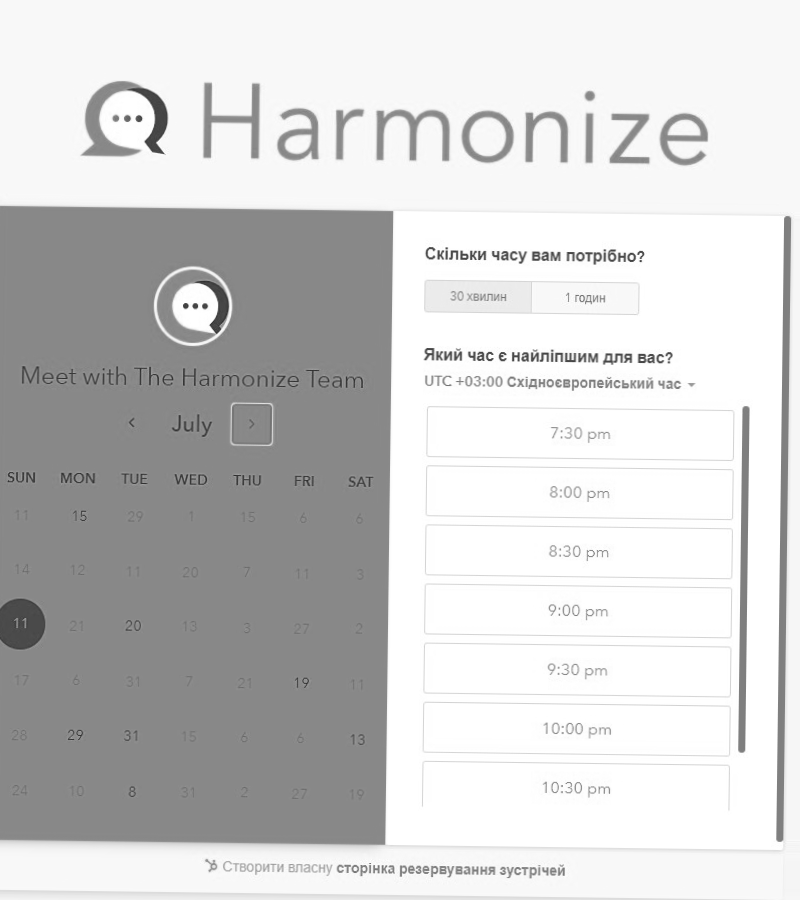 Harmonize
Meet with The Harmonize Team
July
SUN MON TUE WED THU FRI SAT
11 15 29 1 15 6 6
14 12 11 20 7 11 3
11 21 20 13 3 27 2
17 6 31 7 21 19 11
28 29 31 15 6 6 13
24 10 8 31 2 27 19
Скільки часу вам потрібно?
30 хвилин 1 годин
Який час є найліпшим для вас?
UTC +03:00 Східноєвропейський час
7:30 pm
8:00 pm
8:30 pm
9:00 pm
9:30 pm
10:00 pm
10:30 pm
Створити власну сторінка резервування зустрічей